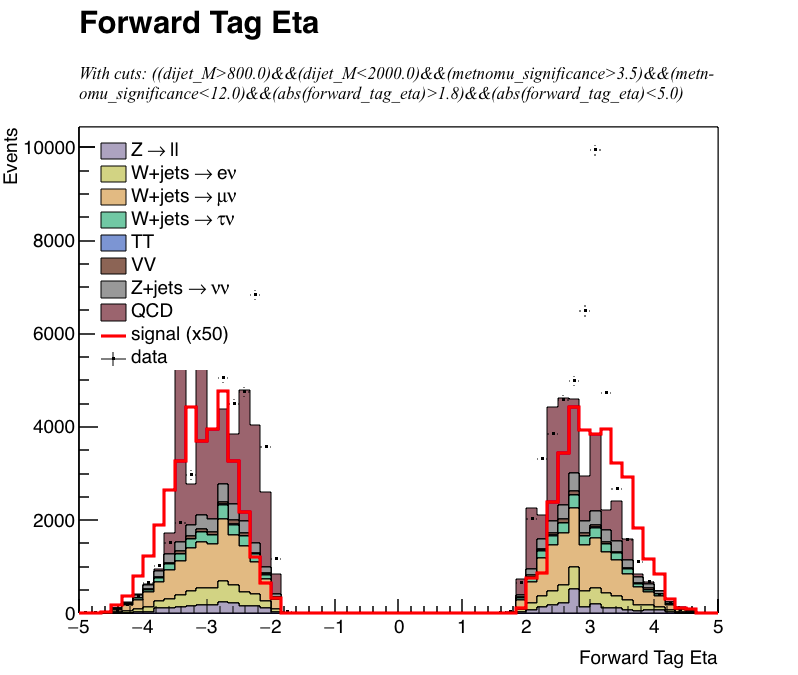 Forward Tag Eta
With cuts: ((dijet_M>800.0)&&(dijet_M<2000.0)&&(metnomu_significance>3.5)&&(metn-
omu_significance<12.0)&&(abs(forward_tag_eta)>1.8)&&(abs(forward_tag_eta)<5.0)
Events
10000
8000
6000
4000
2000
0
Z → ll
W+jets → eν
W+jets → μν
W+jets → τν
TT
VV
Z+jets → νν
QCD
signal (x50)
data
−5 −4 −3 −2 −1 0 1 2 3 4 5
Forward Tag Eta